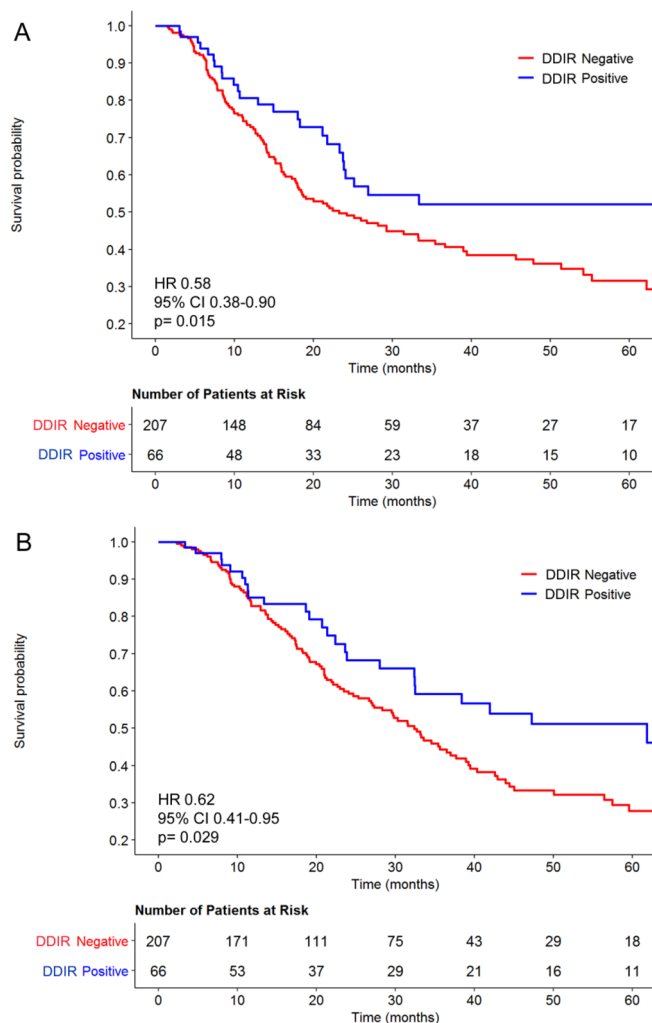 A
1.0
0.9
0.8
0.7
0.6
0.5
0.4
0.3
0.2
Survival probability
DDIR Negative
DDIR Positive
HR 0.58
95% CI 0.38-0.90
p= 0.015
0 10 20 30 40 50 60
Time (months)
Number of Patients at Risk
DDIR Negative 207 148 84 59 37 27 17
DDIR Positive 66 48 33 23 18 15 10
0 10 20 30 40 50 60
Time (months)
B
1.0
0.9
0.8
0.7
0.6
0.5
0.4
0.3
0.2
Survival probability
DDIR Negative
DDIR Positive
HR 0.62
95% CI 0.41-0.95
p= 0.029
0 10 20 30 40 50 60
Time (months)
Number of Patients at Risk
DDIR Negative 207 171 111 75 43 29 18
DDIR Positive 66 53 37 29 21 16 11
0 10 20 30 40 50 60
Time (months)